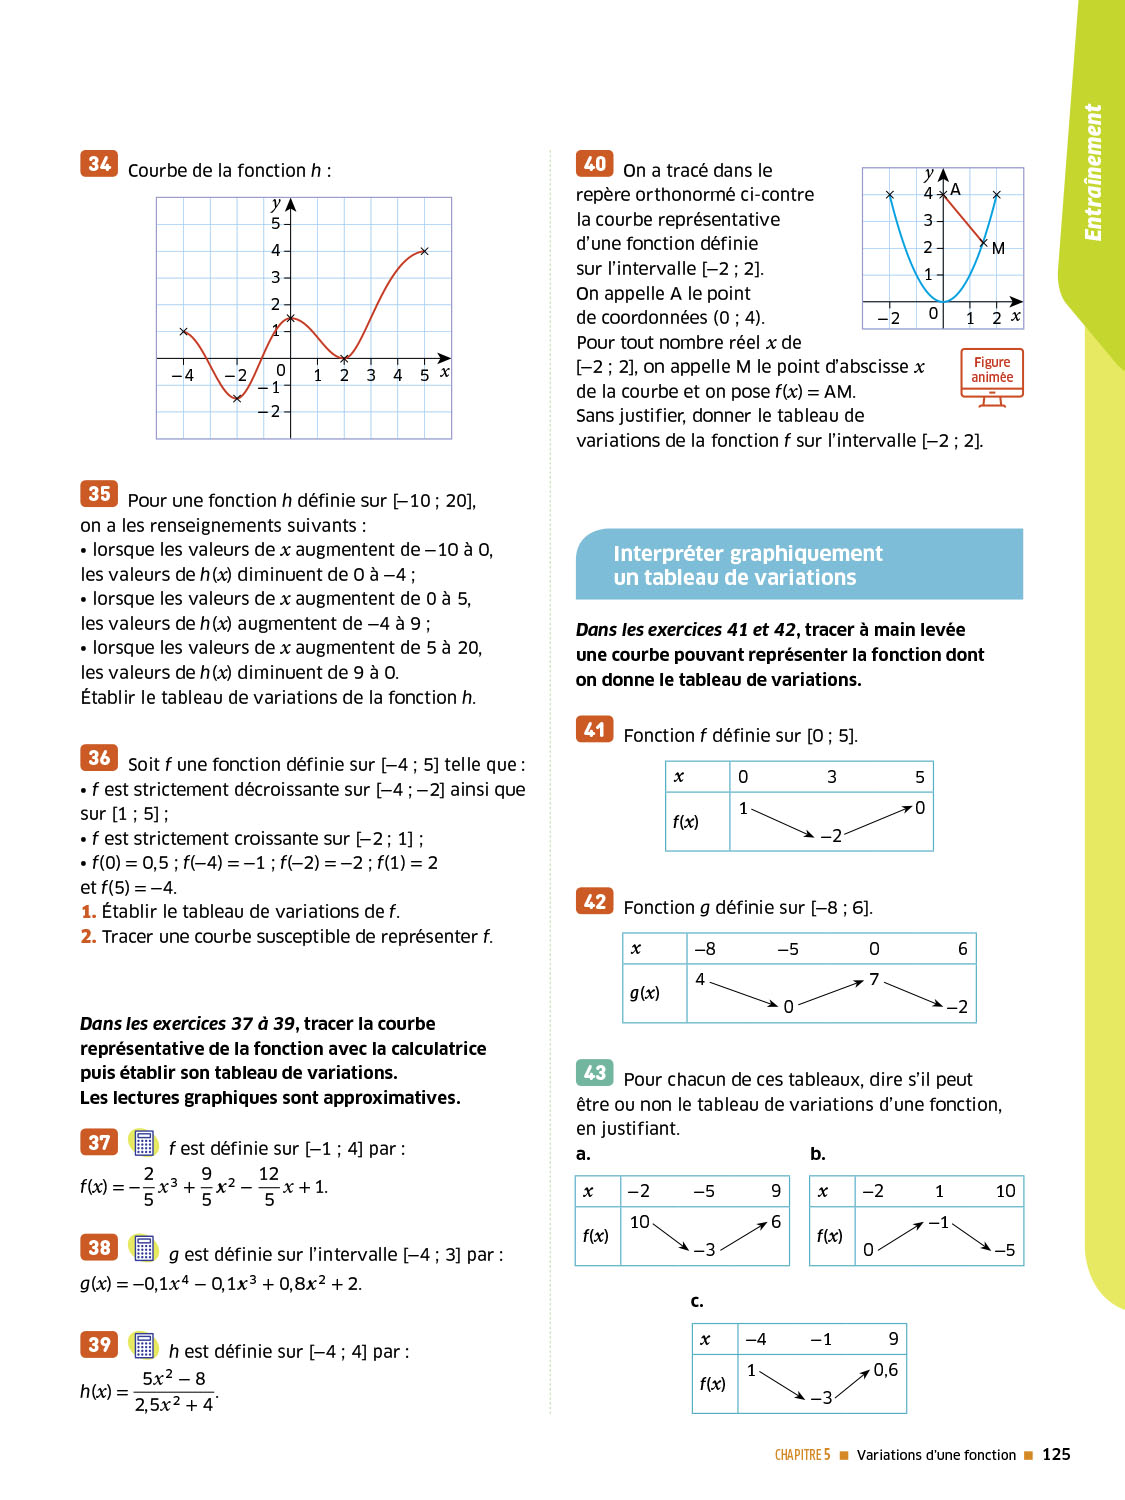 Entraînement
34 Courbe de la fonction h :
y
5
4
3
2
1
−4 −2 0 1 2 3 4 5 x
−1
−2
35 Pour une fonction h définie sur [−10 ; 20],
on a les renseignements suivants :
• lorsque les valeurs de x augmentent de −10 à 0,
les valeurs de h(x) diminuent de 0 à −4 ;
• lorsque les valeurs de x augmentent de 0 à 5,
les valeurs de h(x) augmentent de −4 à 9 ;
• lorsque les valeurs de x augmentent de 5 à 20,
les valeurs de h(x) diminuent de 9 à 0.
Établir le tableau de variations de la fonction h.
36 Soit f une fonction définie sur [−4 ; 5] telle que :
• f est strictement décroissante sur [−4 ; −2] ainsi que
sur [1 ; 5] ;
• f est strictement croissante sur [−2 ; 1] ;
• f(0) = 0,5 ; f(−4) = −1 ; f(−2) = −2 ; f(1) = 2
et f(5) = −4.
1. Établir le tableau de variations de f.
2. Tracer une courbe susceptible de représenter f.
Dans les exercices 37 à 39, tracer la courbe
représentative de la fonction avec la calculatrice
puis établir son tableau de variations.
Les lectures graphiques sont approximatives.
37 f est définie sur [−1 ; 4] par :
f(x) = −2/5 x³ + 9/5 x² − 12/5 x + 1.
38 g est définie sur l'intervalle [−4 ; 3] par :
g(x) = −0,1x⁴ − 0,1x³ + 0,8x² + 2.
39 h est définie sur [−4 ; 4] par :
h(x) = (5x² − 8)/(2,5x² + 4).
40 On a tracé dans le
repère orthonormé ci-contre
la courbe représentative
d'une fonction définie
sur l'intervalle [−2 ; 2].
On appelle A le point
de coordonnées (0 ; 4).
Pour tout nombre réel x de
[−2 ; 2], on appelle M le point d'abscisse x
de la courbe et on pose f(x) = AM.
Sans justifier, donner le tableau de
variations de la fonction f sur l'intervalle [−2 ; 2].
y
4 A
3
2 M
1
−2 0 1 2 x
Figure
animée
Interpréter graphiquement
un tableau de variations
Dans les exercices 41 et 42, tracer à main levée
une courbe pouvant représenter la fonction dont
on donne le tableau de variations.
41 Fonction f définie sur [0 ; 5].
x 0 3 5
f(x) 1 −2 0
42 Fonction g définie sur [−8 ; 6].
x −8 −5 0 6
g(x) 4 0 7 −2
43 Pour chacun de ces tableaux, dire s'il peut
être ou non le tableau de variations d'une fonction,
en justifiant.
a.
x −2 −5 9
f(x) 10 −3 6
b.
x −2 1 10
f(x) 0 −1 −5
c.
x −4 −1 9
f(x) 1 −3 0,6
CHAPITRE 5 ■ Variations d'une fonction ■ 125